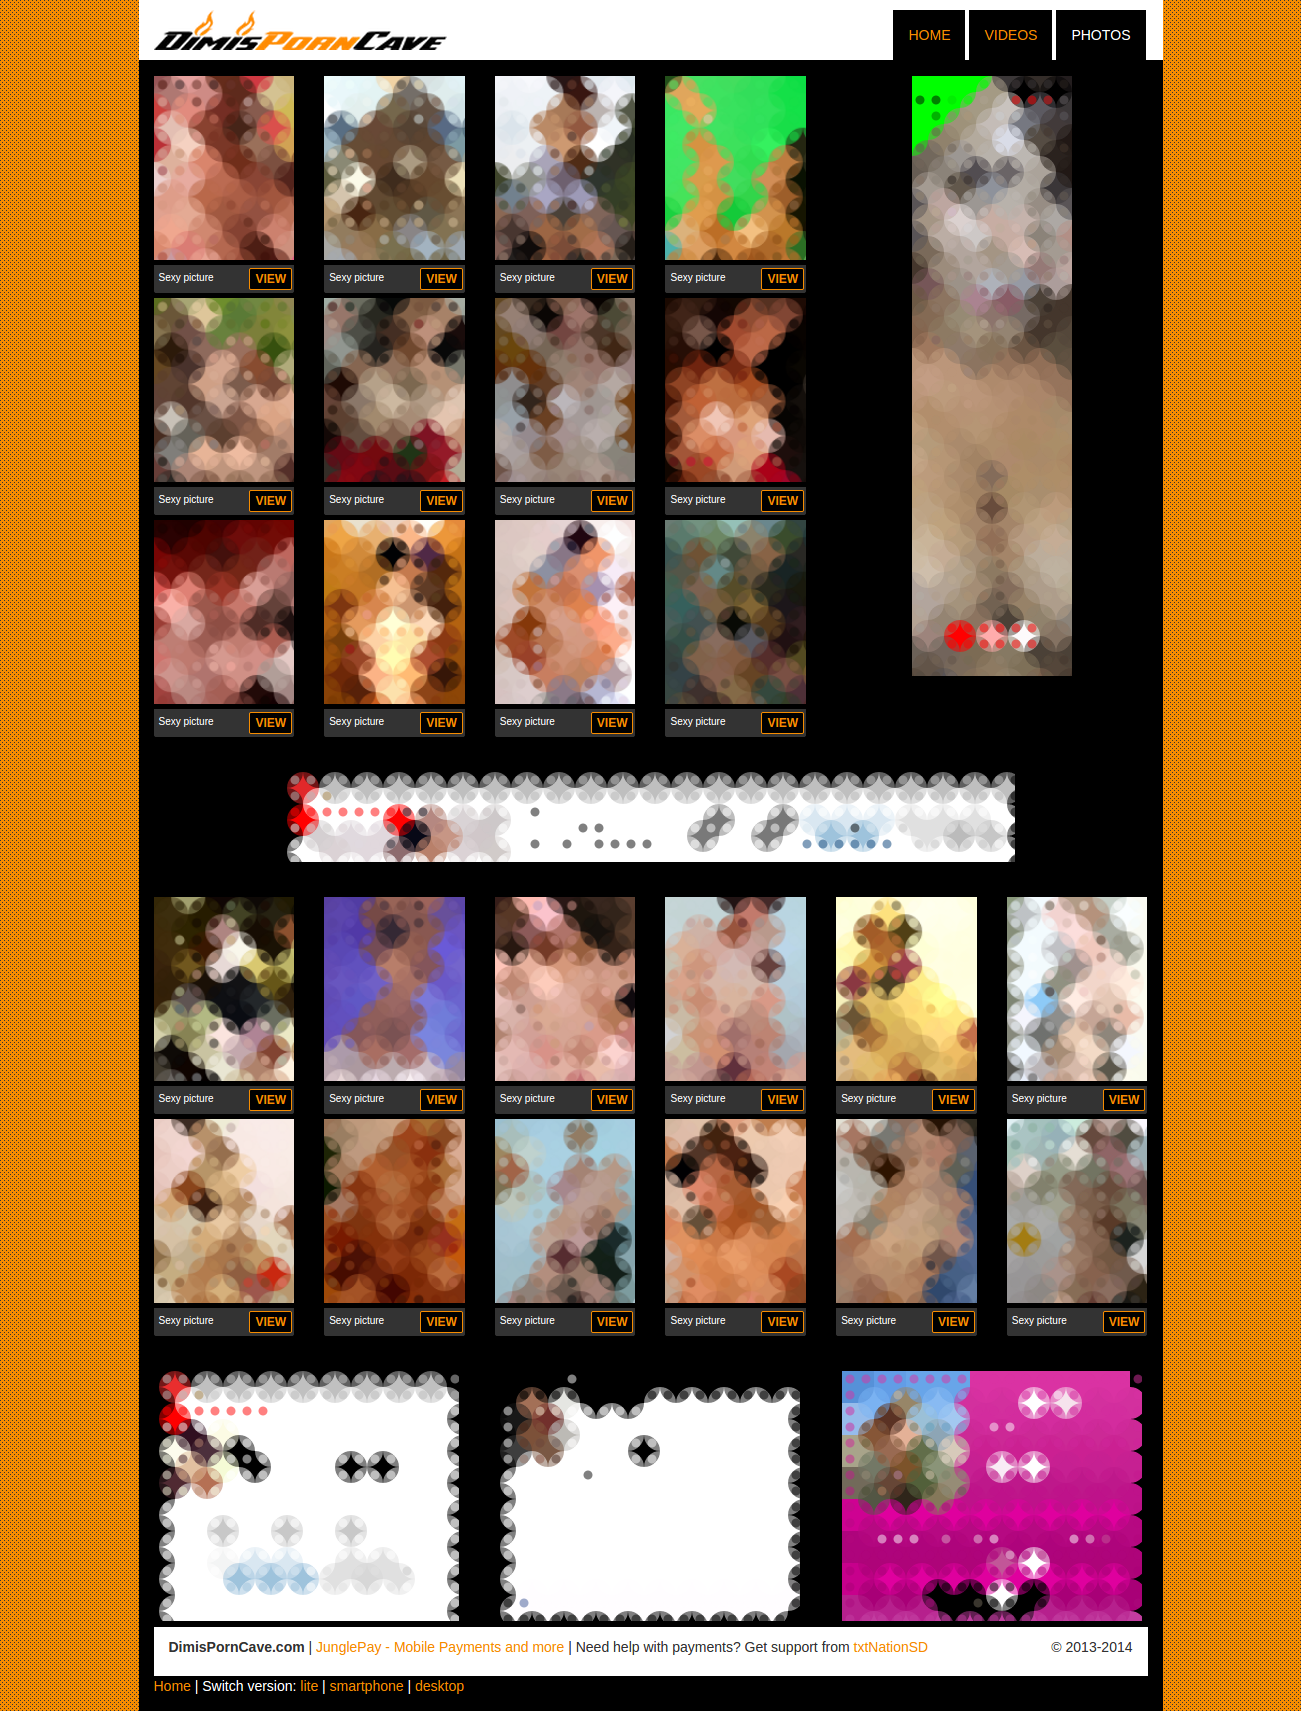 DimisPornCave
HOME VIDEOS PHOTOS
Sexy picture VIEW Sexy picture VIEW Sexy picture VIEW Sexy picture VIEW
Sexy picture VIEW Sexy picture VIEW Sexy picture VIEW Sexy picture VIEW
Sexy picture VIEW Sexy picture VIEW Sexy picture VIEW Sexy picture VIEW
Sexy picture VIEW Sexy picture VIEW Sexy picture VIEW Sexy picture VIEW Sexy picture VIEW Sexy picture VIEW
Sexy picture VIEW Sexy picture VIEW Sexy picture VIEW Sexy picture VIEW Sexy picture VIEW Sexy picture VIEW
DimisPornCave.com | JunglePay - Mobile Payments and more | Need help with payments? Get support from txtNationSD © 2013-2014
Home | Switch version: lite | smartphone | desktop